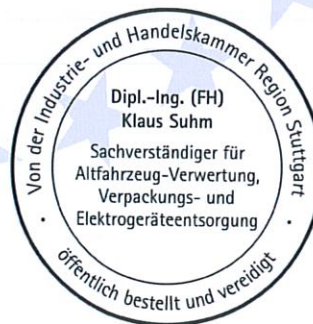 Von der Industrie- und Handelskammer Region Stuttgart
Dipl.-Ing. (FH)
Klaus Suhm
Sachverständiger für
Altfahrzeug-Verwertung,
Verpackungs- und
Elektrogeräteentsorgung
· öffentlich bestellt und vereidigt ·